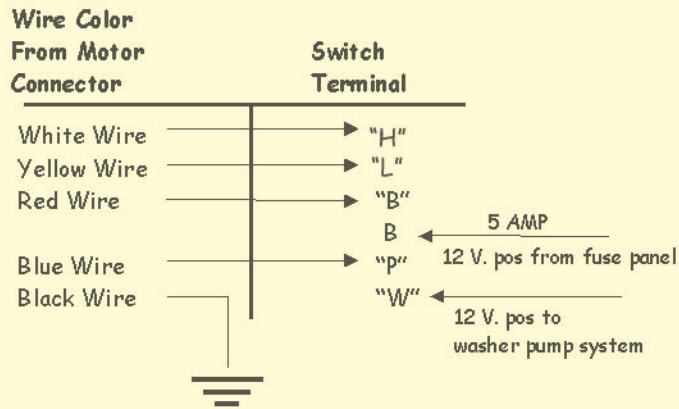 Wire Color
From Motor
Connector
Switch
Terminal
White Wire "H"
Yellow Wire "L"
Red Wire "B"
B 5 AMP
12 V. pos from fuse panel
Blue Wire "P"
Black Wire "W"
12 V. pos to
washer pump system